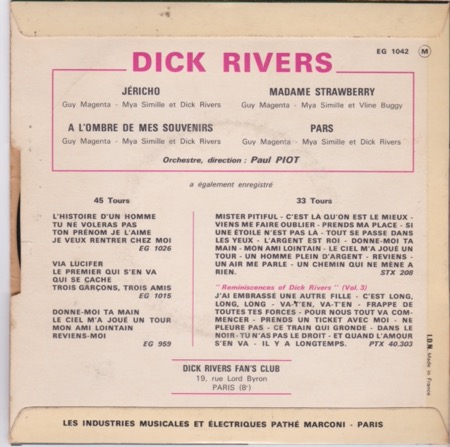 EG 1042 M
DICK RIVERS
JÉRICHO
Guy Magenta - Mya Simille et Dick Rivers
MADAME STRAWBERRY
Guy Magenta - Mya Simille et Vline Buggy
A L'OMBRE DE MES SOUVENIRS
Guy Magenta - Mya Simille et Dick Rivers
PARS
Guy Magenta - Mya Simille et Dick Rivers
Orchestre, direction : Paul PIOT
a également enregistré
45 Tours
L'HISTOIRE D'UN HOMME
TU NE VOLERAS PAS
TON PRÉNOM JE L'AIME
JE VEUX RENTRER CHEZ MOI
EG 1026
VIA LUCIFER
LE PREMIER QUI S'EN VA
QUI SE CACHE
TROIS GARÇONS, TROIS AMIS
EG 1015
DONNE-MOI TA MAIN
LE CIEL M'A JOUÉ UN TOUR
MON AMI LOINTAIN
REVIENS-MOI
EG 959
33 Tours
MISTER PITIFUL - C'EST LÀ QU'ON EST LE MIEUX -
VIENS ME FAIRE OUBLIER - PRENDS MA PLACE - SI
UNE ÉTOILE N'EST PAS LÀ - TOUT SE PASSE DANS
LES YEUX - L'ARGENT EST ROI - DONNE-MOI TA
MAIN - MON AMI LOINTAIN - LE CIEL M'A JOUÉ UN
TOUR - UN HOMME PLEIN D'ARGENT - REVIENS -
UN AIR ME PARLE - UN CHEMIN QUI NE MÈNE A
RIEN.
STX 208
"Reminiscences of Dick Rivers" (Vol. 3)
J'AI EMBRASSÉ UNE AUTRE FILLE - C'EST LONG,
LONG, LONG - VA-T'EN, VA-T'EN - FRAPPE DE
TOUTES TES FORCES - POUR NOUS TOUT VA COM-
MENCER - PRENDS UN TICKET AVEC MOI - NE
PLEURE PAS - CE TRAIN QUI GRONDE - DANS LE
NOIR - TU N'AS PAS LE DROIT - ET QUAND L'AMOUR
S'EN VA - IL Y A LONGTEMPS.
PTX 40.303
DICK RIVERS FAN'S CLUB
19, rue Lord Byron
PARIS (8e)
I.D.N. Made in France
LES INDUSTRIES MUSICALES ET ÉLECTRIQUES PATHÉ MARCONI - PARIS